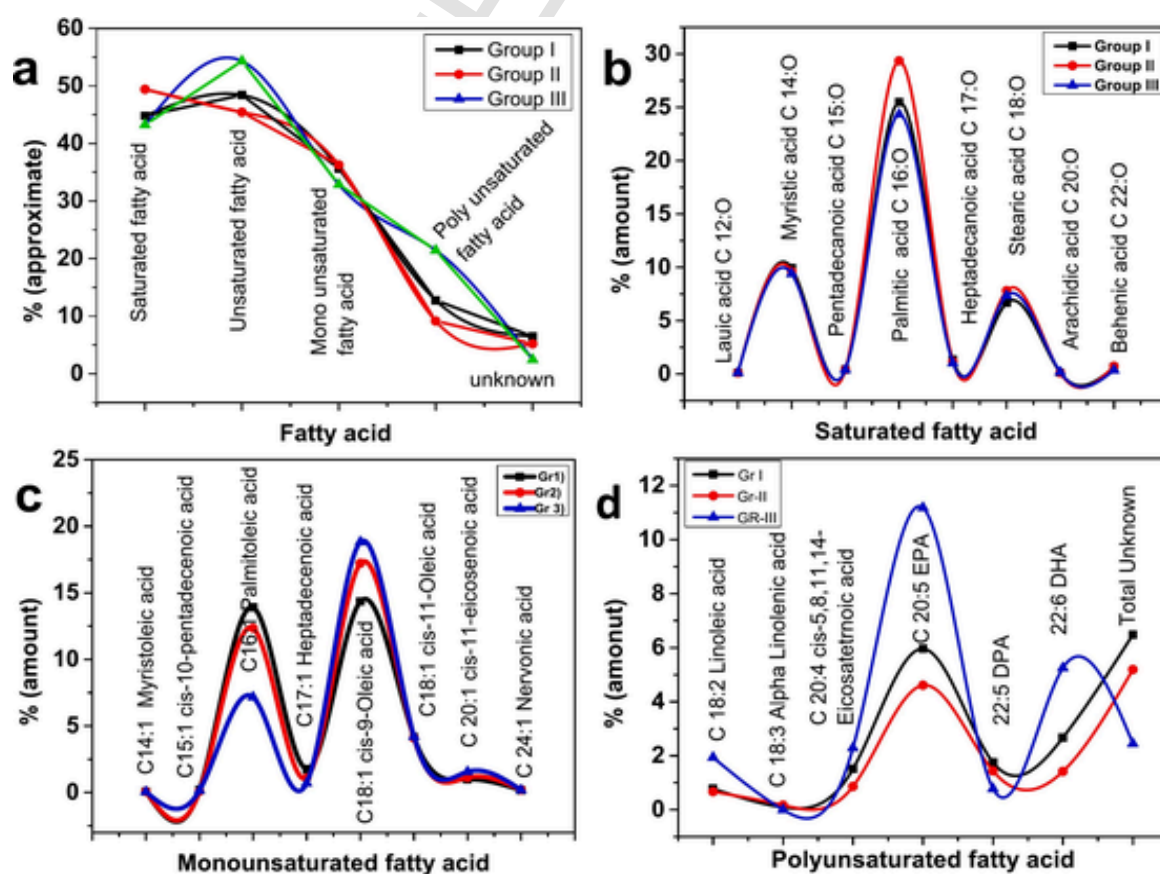 a
60
50
40
30
20
10
0
% (approximate)
Group I
Group II
Group III
Saturated fatty acid
Unsaturated fatty acid
Mono unsaturated
fatty acid
Poly unsaturated
fatty acid
unknown
Fatty acid
b
30
25
20
15
10
5
0
% (amount)
Group I
Group II
Group III
Lauic acid C 12:O
Myristic acid C 14:O
Pentadecanoic acid C 15:O
Palmitic acid C 16:O
Heptadecanoic acid C 17:O
Stearic acid C 18:O
Arachidic acid C 20:O
Behenic acid C 22:O
Saturated fatty acid
c
25
20
15
10
5
0
% (amount)
Gr1)
Gr2)
Gr 3)
C14:1 Myristoleic acid
C15:1 cis-10-pentadecenoic acid
Palmitoleic acid
C17:1 Heptadecenoic acid
C18:1 cis-9-Oleic acid
C18:1 cis-11-Oleic acid
C 20:1 cis-11-eicosenoic acid
C 24:1 Nervonic acid
Monounsaturated fatty acid
d
12
10
8
6
4
2
0
% (amonut)
Gr I
Gr-II
GR-III
C 18:2 Linoleic acid
C 18:3 Alpha Linolenic acid
C 20:4 cis-5,8,11,14-
Eicosatetrnoic acid
C 20:5 EPA
22:5 DPA
22:6 DHA
Total Unknown
Polyunsaturated fatty acid